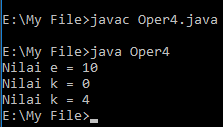 E:\My File>javac Oper4.java
E:\My File>java Oper4
Nilai e = 10
Nilai k = 0
Nilai k = 4
E:\My File>_